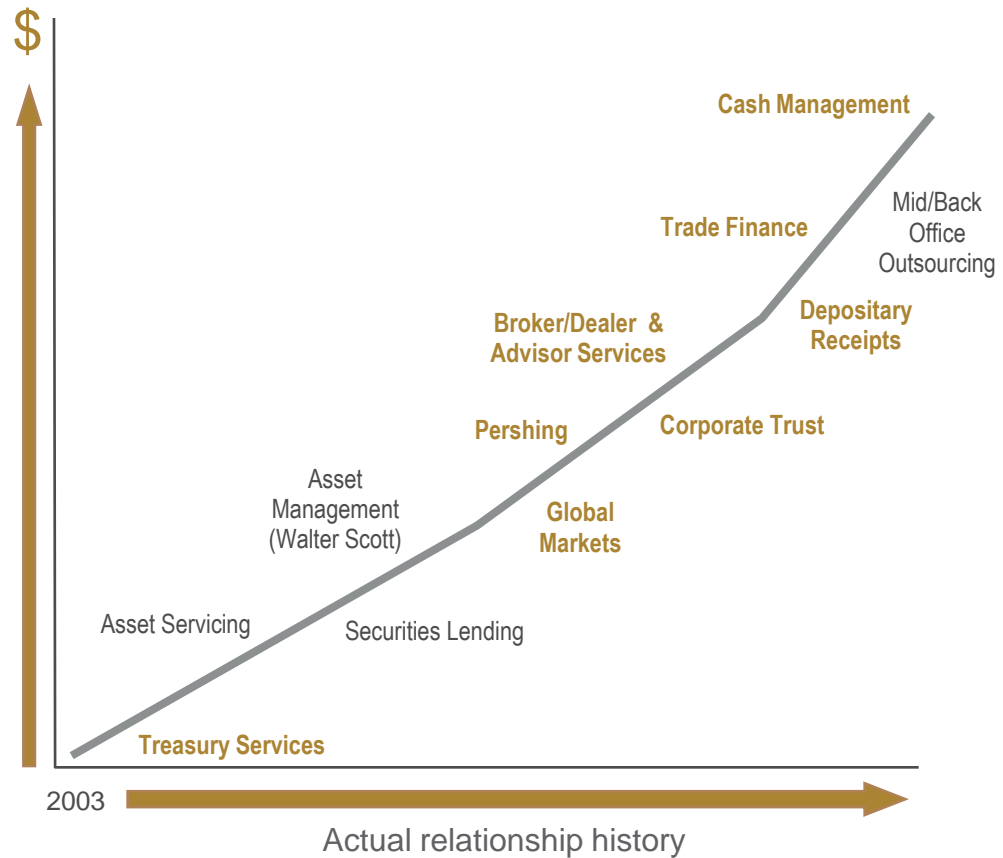 $
Cash Management
Mid/Back
Office
Outsourcing
Trade Finance
Depositary
Receipts
Broker/Dealer &
Advisor Services
Corporate Trust
Pershing
Asset
Management
(Walter Scott)
Global
Markets
Asset Servicing
Securities Lending
Treasury Services
2003
Actual relationship history